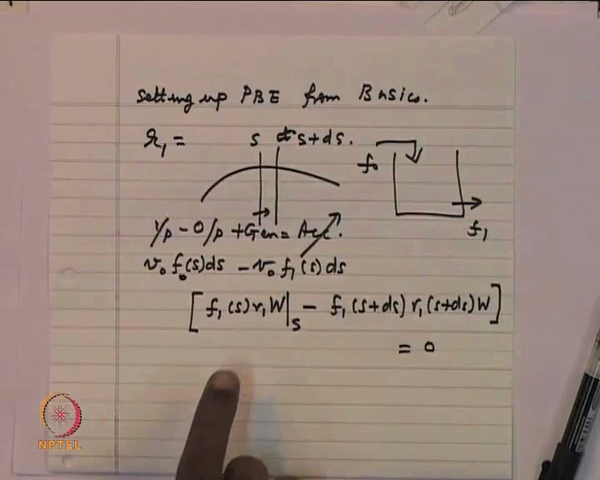 Setting up PBE from Basics.
r₁ = s s+ds.
f₀
f₁
I/p - O/p + Gen = Acc.
v₀ f₀(s)ds - v₀ f₁(s)ds
[ f₁(s) r₁ W|ₛ - f₁(s+ds) r₁(s+ds) W ]
= 0
NPTEL